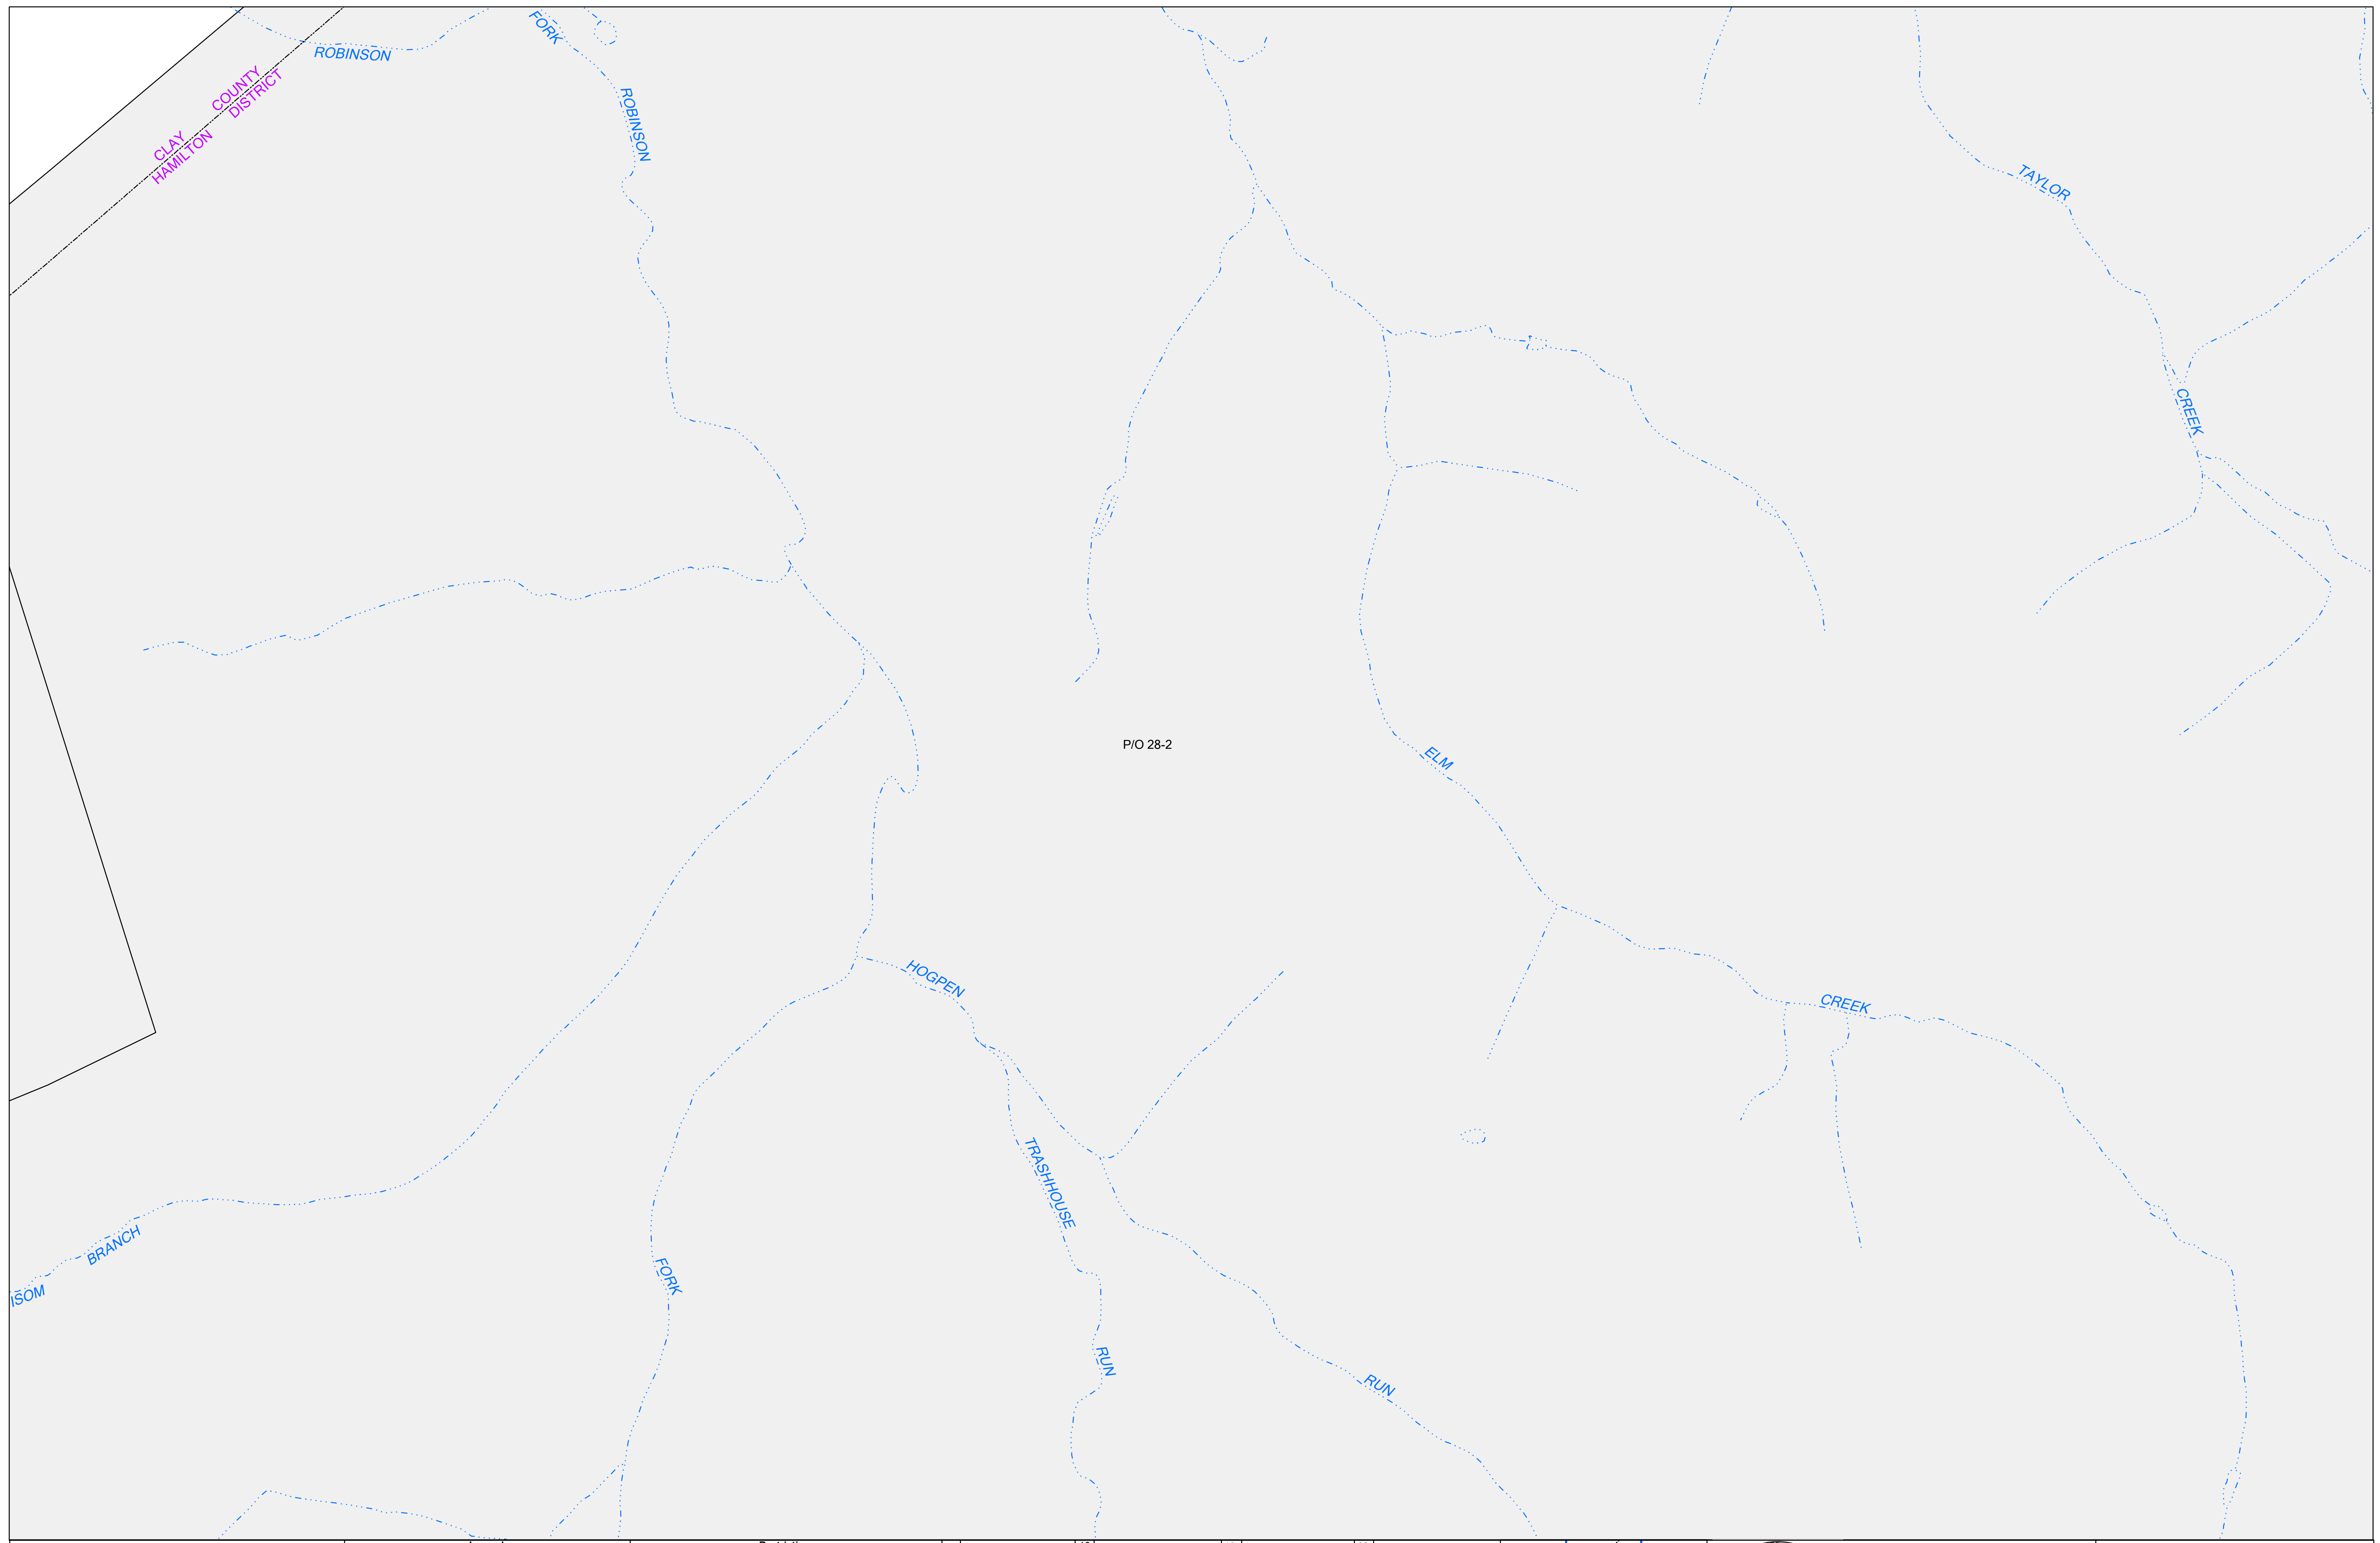 FORK
ROBINSON
COUNTY
DISTRICT
CLAY
HAMILTON
ROBINSON
TAYLOR
CREEK
P/O 28-2
ELM
HOGPEN
CREEK
TRASHHOUSE
BRANCH
ISOM
FORK
RUN
RUN